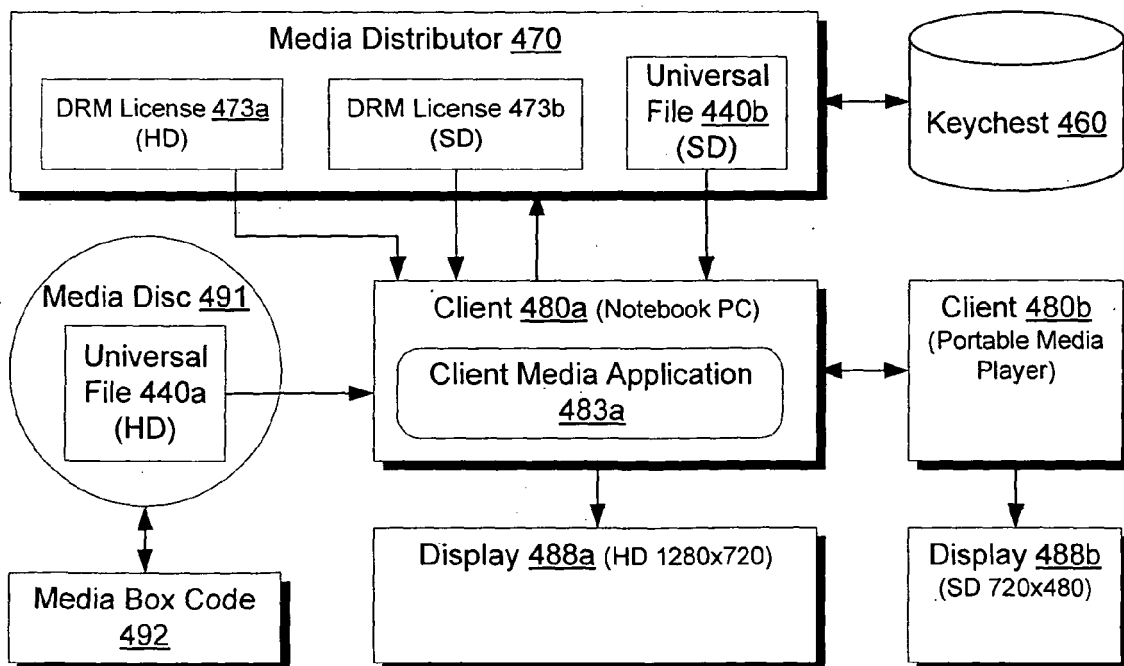 Media Distributor 470
DRM License 473a
(HD)
DRM License 473b
(SD)
Universal
File 440b
(SD)
Keychest 460
Media Disc 491
Universal
File 440a
(HD)
Client 480a (Notebook PC)
Client Media Application
483a
Client 480b
(Portable Media
Player)
Media Box Code
492
Display 488a (HD 1280x720)
Display 488b
(SD 720x480)